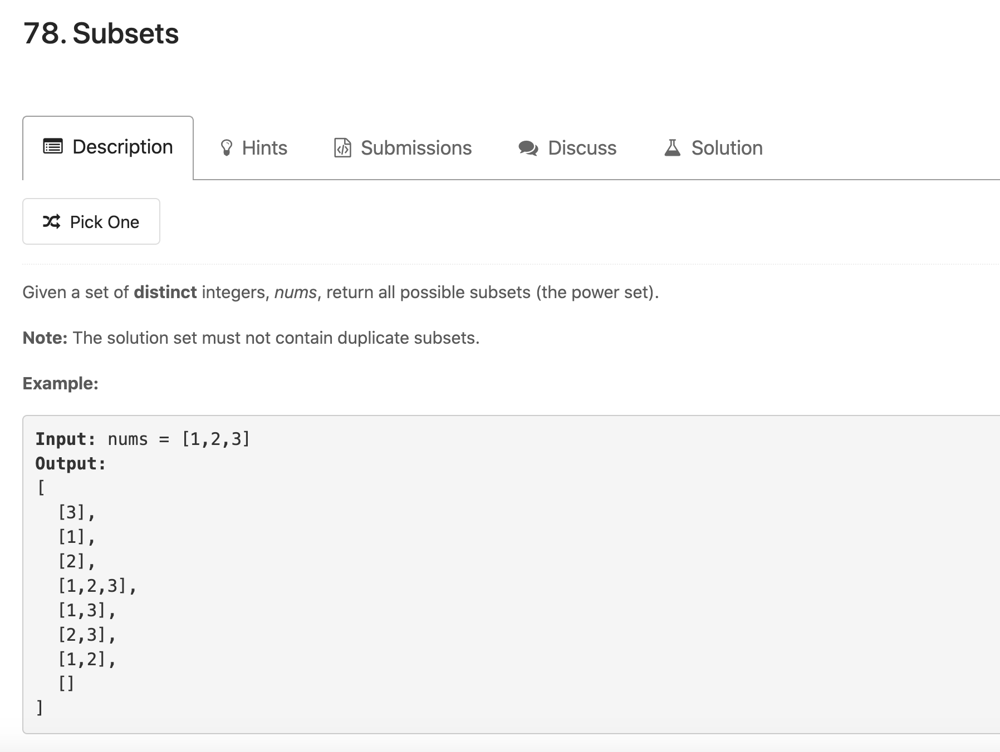 78. Subsets
Description Hints Submissions Discuss Solution
Pick One
Given a set of distinct integers, nums, return all possible subsets (the power set).
Note: The solution set must not contain duplicate subsets.
Example:
Input: nums = [1,2,3]
Output:
[
  [3],
  [1],
  [2],
  [1,2,3],
  [1,3],
  [2,3],
  [1,2],
  []
]